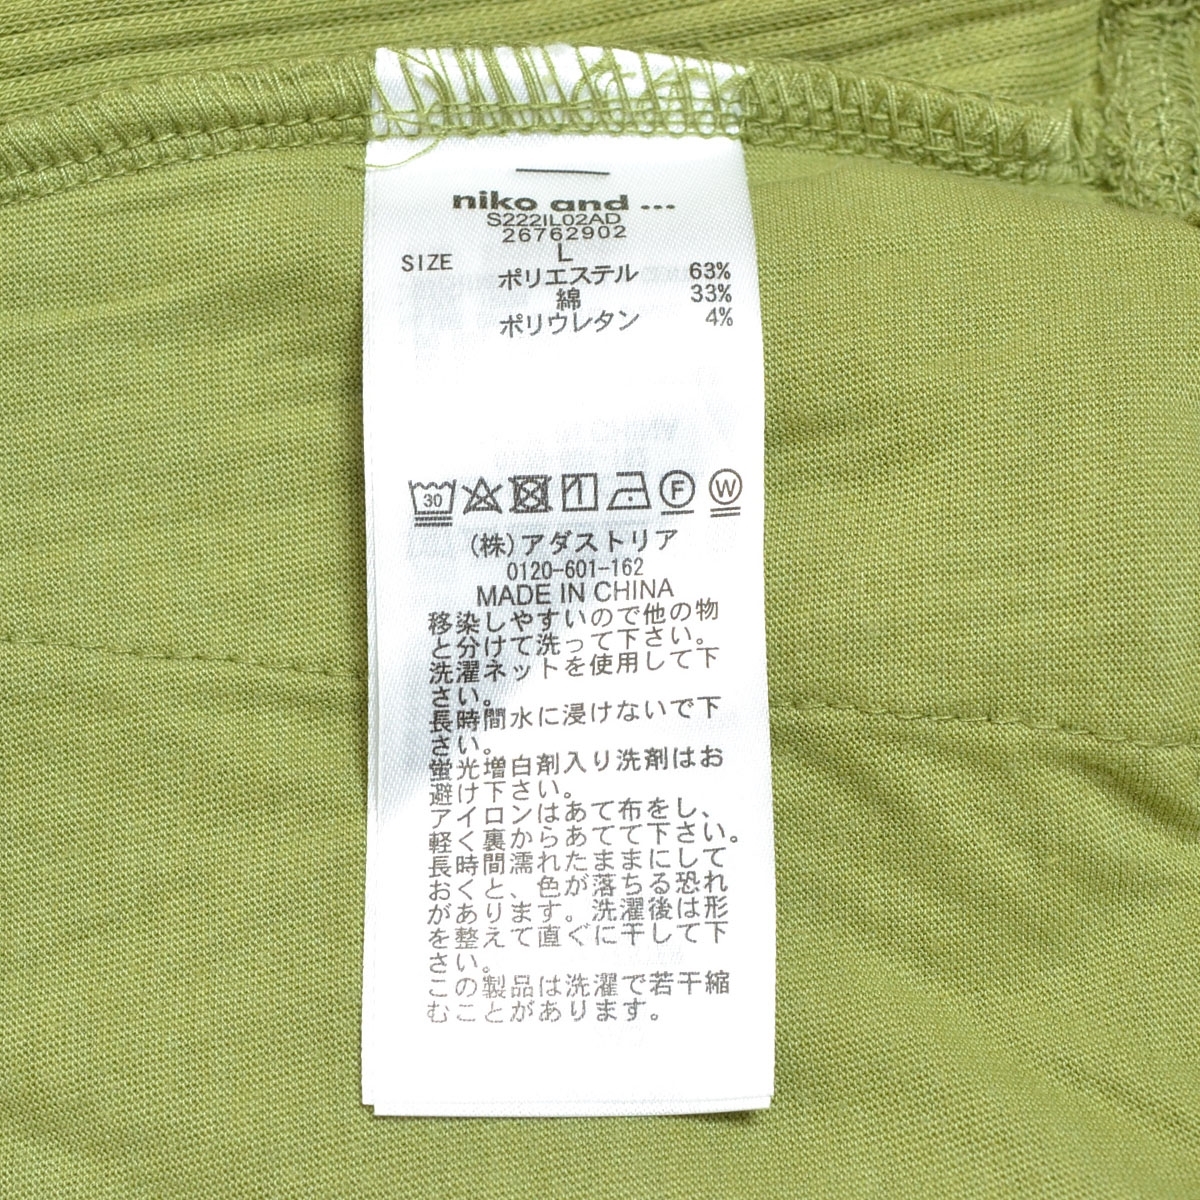 niko and ...
S222IL02AD
26762902
SIZE L
ポリエステル 63%
綿 33%
ポリウレタン 4%
30 F W
(株)アダストリア
0120-601-162
MADE IN CHINA
移染しやすいので他の物
と分けて洗って下さい。
洗濯ネットを使用して下
さい。
長時間水に浸けないで下
さい。
蛍光増白剤入り洗剤はお
避け下さい。
アイロンはあて布をし、
軽く裏からあてて下さい。
長時間濡れたままにして
おくと、色が落ちる恐れ
があります。洗濯後は形
を整えて直ぐに干して下
さい。
この製品は洗濯で若干縮
むことがあります。